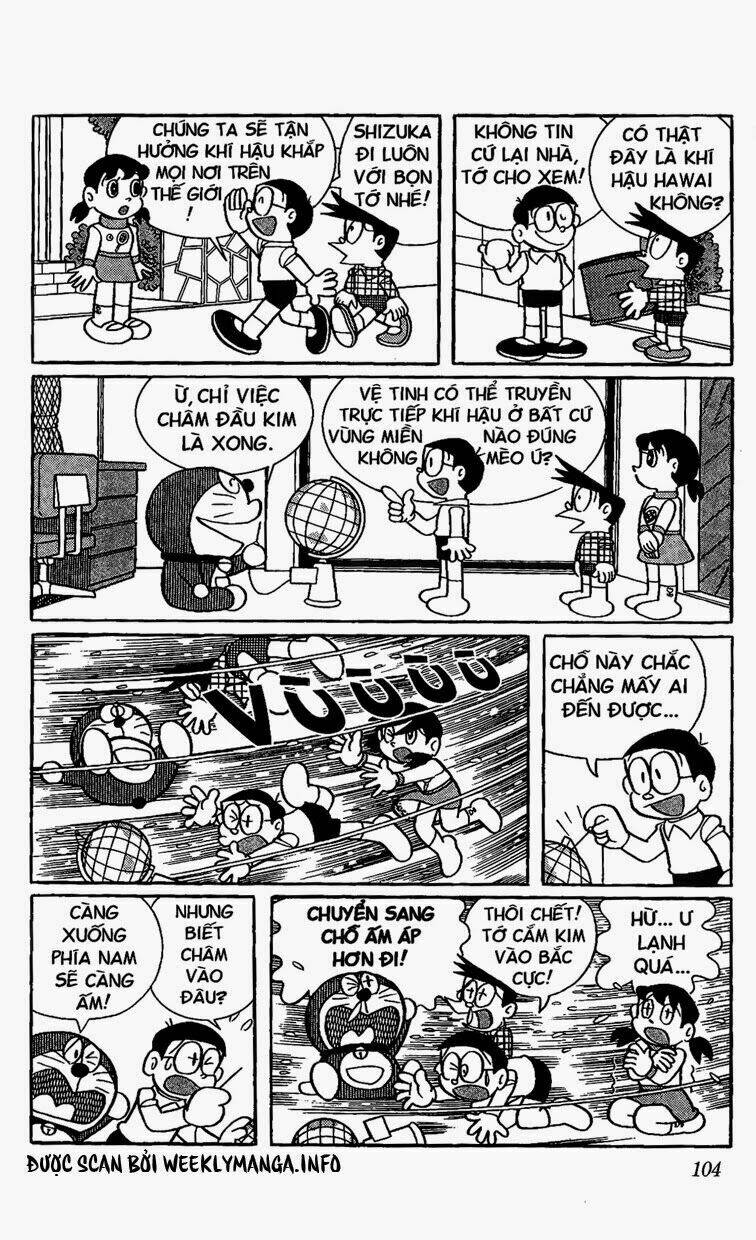 CÓ THẬT
ĐÂY LÀ KHÍ
HẬU HAWAI
KHÔNG?
KHÔNG TIN
CỨ LẠI NHÀ,
TỚ CHO XEM!
SHIZUKA
ĐI LUÔN
VỚI BỌN
TỚ NHÉ!
CHÚNG TA SẼ TẬN
HƯỞNG KHÍ HẬU KHẮP
MỌI NƠI TRÊN
THẾ GIỚI
!
VỆ TINH CÓ THỂ TRUYỀN
TRỰC TIẾP KHÍ HẬU Ở BẤT CỨ
VÙNG MIỀN NÀO ĐÚNG
KHÔNG MÈO Ú?
Ừ, CHỈ VIỆC
CHÂM ĐẦU KIM
LÀ XONG.
CHỖ NÀY CHẮC
CHẲNG MẤY AI
ĐẾN ĐƯỢC...
VÙÙÙÙ
HỪ... Ư
LẠNH
QUÁ...
THÔI CHẾT!
TỚ CẮM KIM
VÀO BẮC
CỰC!
CHUYỂN SANG
CHỖ ẤM ÁP
HƠN ĐI!
NHƯNG BIẾT
CHÂM
VÀO
ĐÂU?
CÀNG
XUỐNG
PHÍA NAM
SẼ CÀNG
ẤM!
ĐƯỢC SCAN BỞI WEEKLYMANGA.INFO
104